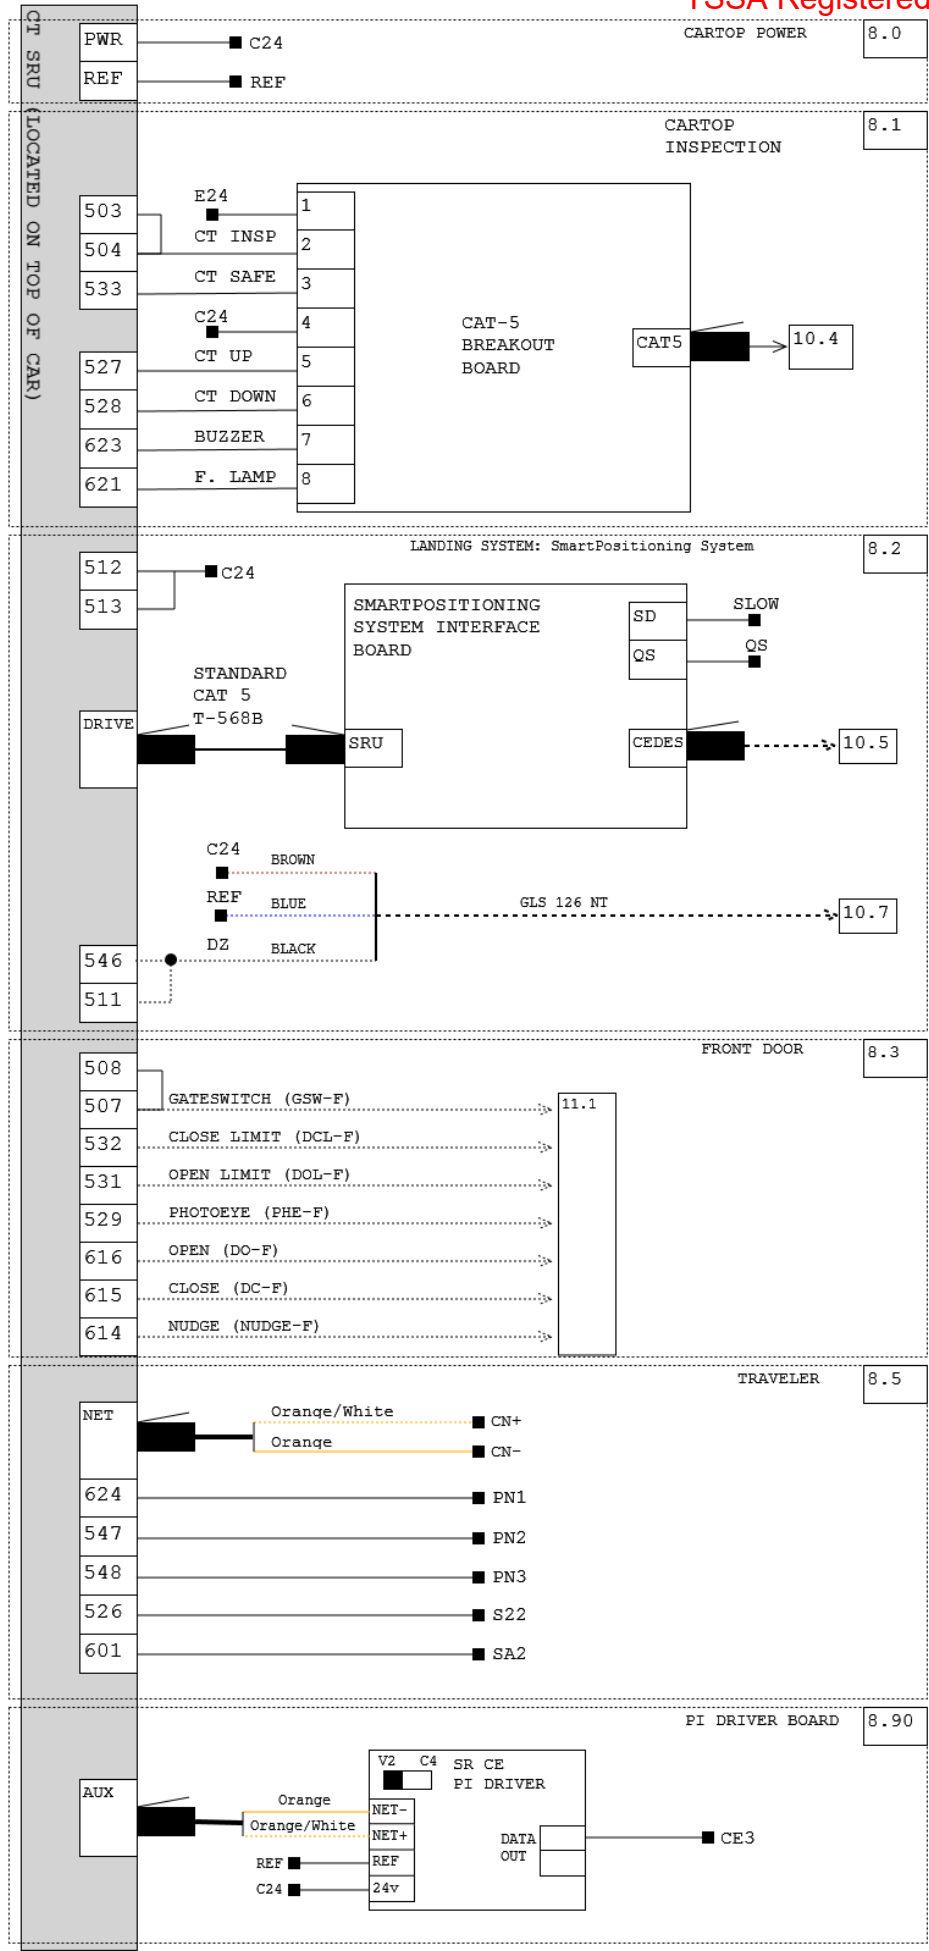 TSSA Registered
CT SRU (LOCATED ON TOP OF CAR)
CARTOP POWER
8.0
PWR
C24
REF
REF
CARTOP
INSPECTION
8.1
503
504
533
527
528
623
621
E24
CT INSP
CT SAFE
C24
CT UP
CT DOWN
BUZZER
F. LAMP
1
2
3
4
5
6
7
8
CAT-5
BREAKOUT
BOARD
CAT5
10.4
LANDING SYSTEM: SmartPositioning System
8.2
512
513
C24
SMARTPOSITIONING
SYSTEM INTERFACE
BOARD
SD
SLOW
QS
QS
STANDARD
CAT 5
T-568B
DRIVE
SRU
CEDES
10.5
C24
BROWN
REF
BLUE
GLS 126 NT
10.7
DZ
BLACK
546
511
FRONT DOOR
8.3
508
507
GATESWITCH (GSW-F)
11.1
532
CLOSE LIMIT (DCL-F)
531
OPEN LIMIT (DOL-F)
529
PHOTOEYE (PHE-F)
616
OPEN (DO-F)
615
CLOSE (DC-F)
614
NUDGE (NUDGE-F)
TRAVELER
8.5
NET
Orange/White
CN+
Orange
CN-
624
PN1
547
PN2
548
PN3
526
S22
601
SA2
PI DRIVER BOARD
8.90
V2 C4
SR CE
PI DRIVER
AUX
Orange
NET-
Orange/White
NET+
REF
REF
C24
24v
DATA
OUT
CE3